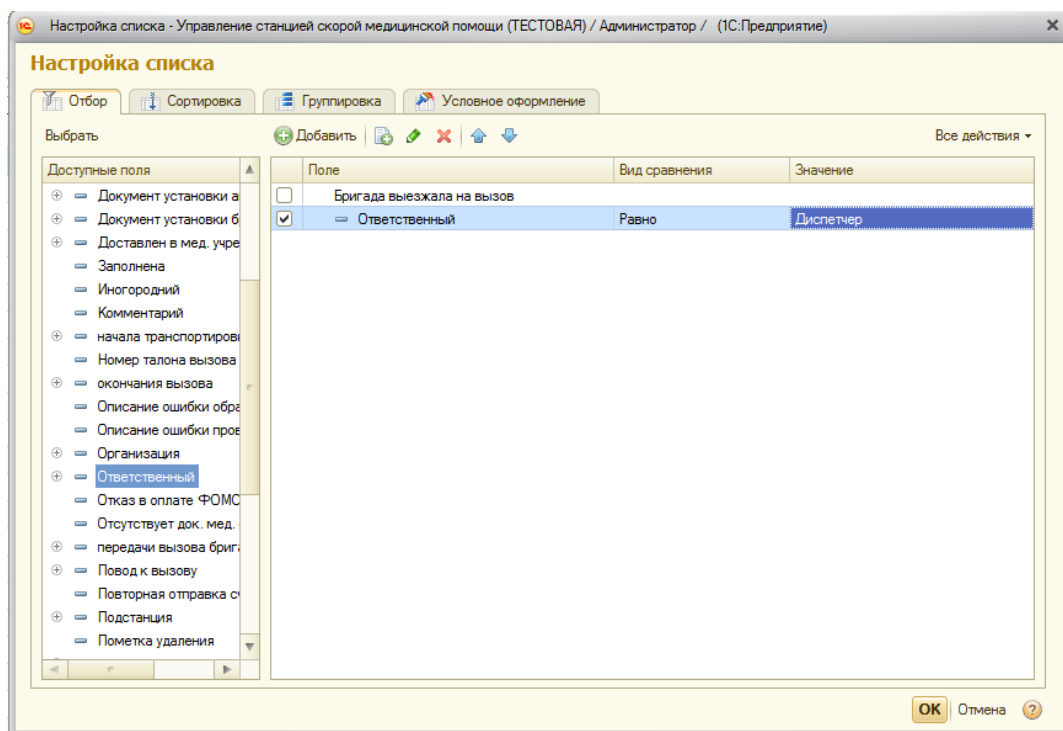 Настройка списка - Управление станцией скорой медицинской помощи (ТЕСТОВАЯ) / Администратор / (1С:Предприятие)
Настройка списка
Отбор Сортировка Группировка Условное оформление
Выбрать Добавить Все действия
Доступные поля Поле Вид сравнения Значение
Документ установки а Бригада выезжала на вызов
Документ установки б Ответственный Равно Диспетчер
Доставлен в мед. учре
Заполнена
Иногородний
Комментарий
начала транспортиров
Номер талона вызова
окончания вызова
Описание ошибки обра
Описание ошибки пров
Организация
Ответственный
Отказ в оплате ФОМС
Отсутствует док. мед.
передачи вызова брига
Повод к вызову
Повторная отправка с
Подстанция
Пометка удаления
OK Отмена ?